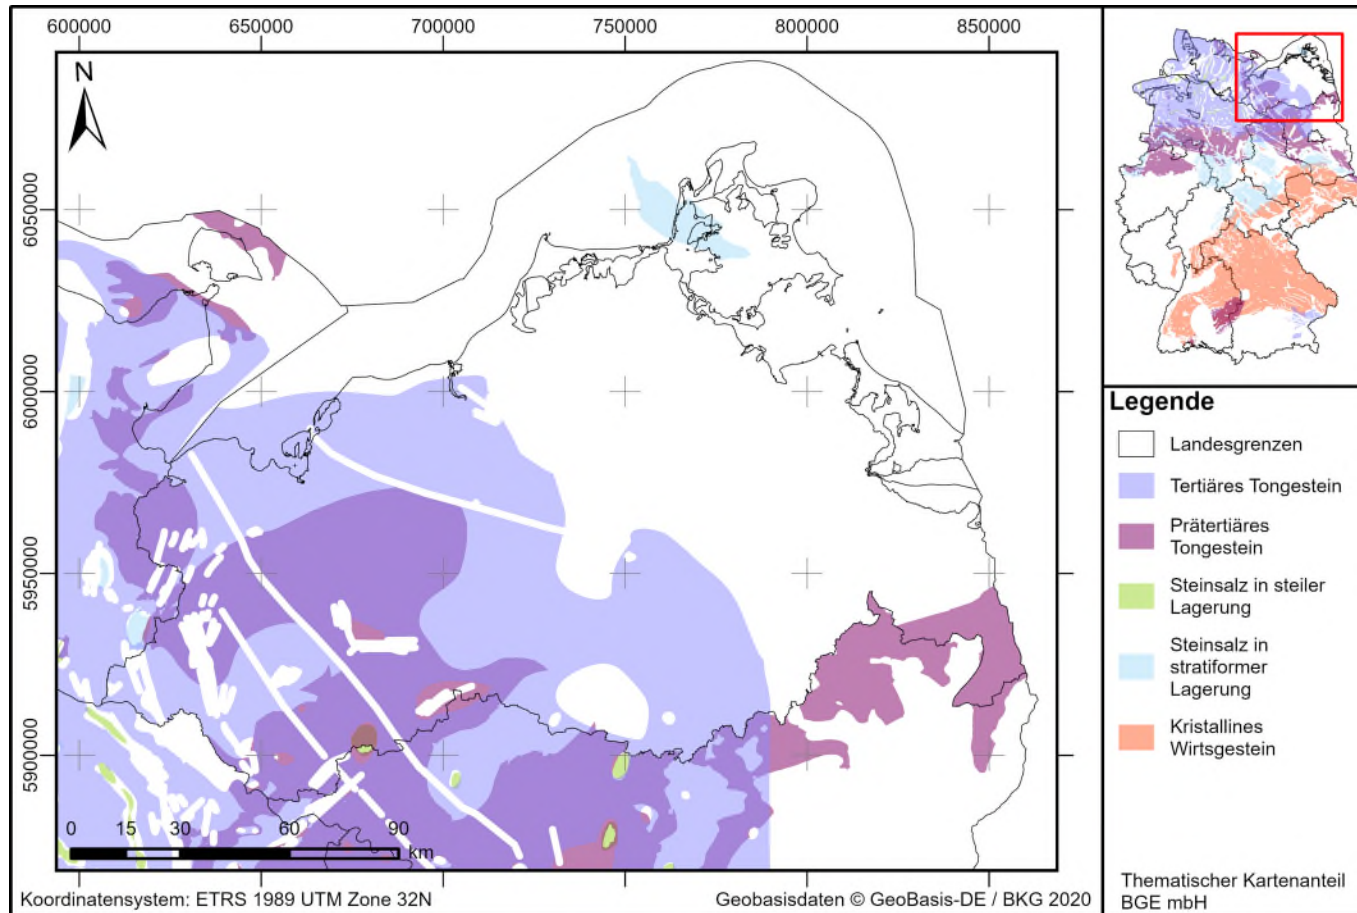 600000 650000 700000 750000 800000 850000
N
6050000
6000000
5950000
5900000
0 15 30 60 90
km
Koordinatensystem: ETRS 1989 UTM Zone 32N
Geobasisdaten © GeoBasis-DE / BKG 2020
Legende
Landesgrenzen
Tertiäres Tongestein
Prätertiäres
Tongestein
Steinsalz in steiler
Lagerung
Steinsalz in
stratiformer
Lagerung
Kristallines
Wirtsgestein
Thematischer Kartenanteil
BGE mbH